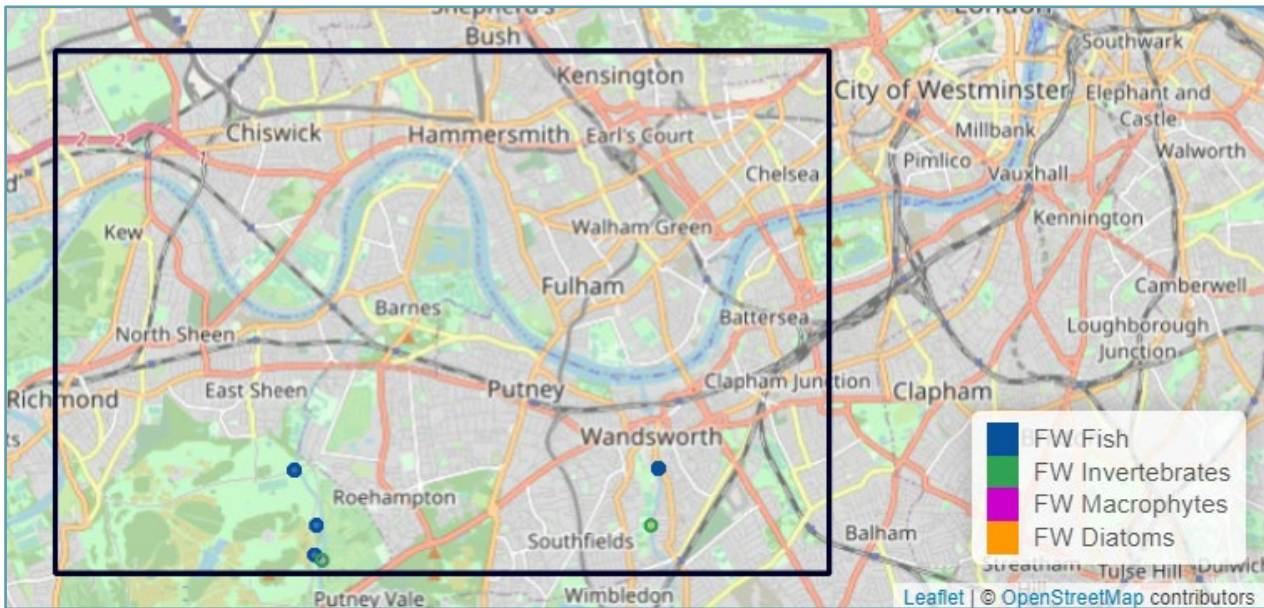 Shepherd's
Bush
London
Southwark
Kensington
City of Westminster
Elephant and
Castle
Chiswick
Hammersmith
Earl's Court
Millbank
2
2
1
Pimlico
Walworth
Chelsea
Vauxhall
Kew
Walham Green
Kennington
Fulham
Camberwell
Barnes
Battersea
North Sheen
Loughborough
Junction
East Sheen
Putney
Clapham Junction
Clapham
Richmond
Wandsworth
FW Fish
FW Invertebrates
FW Macrophytes
FW Diatoms
Roehampton
Southfields
Balham
Streatham
Tulse Hill
Dulwich
Putney Vale
Wimbledon
Leaflet | © OpenStreetMap contributors